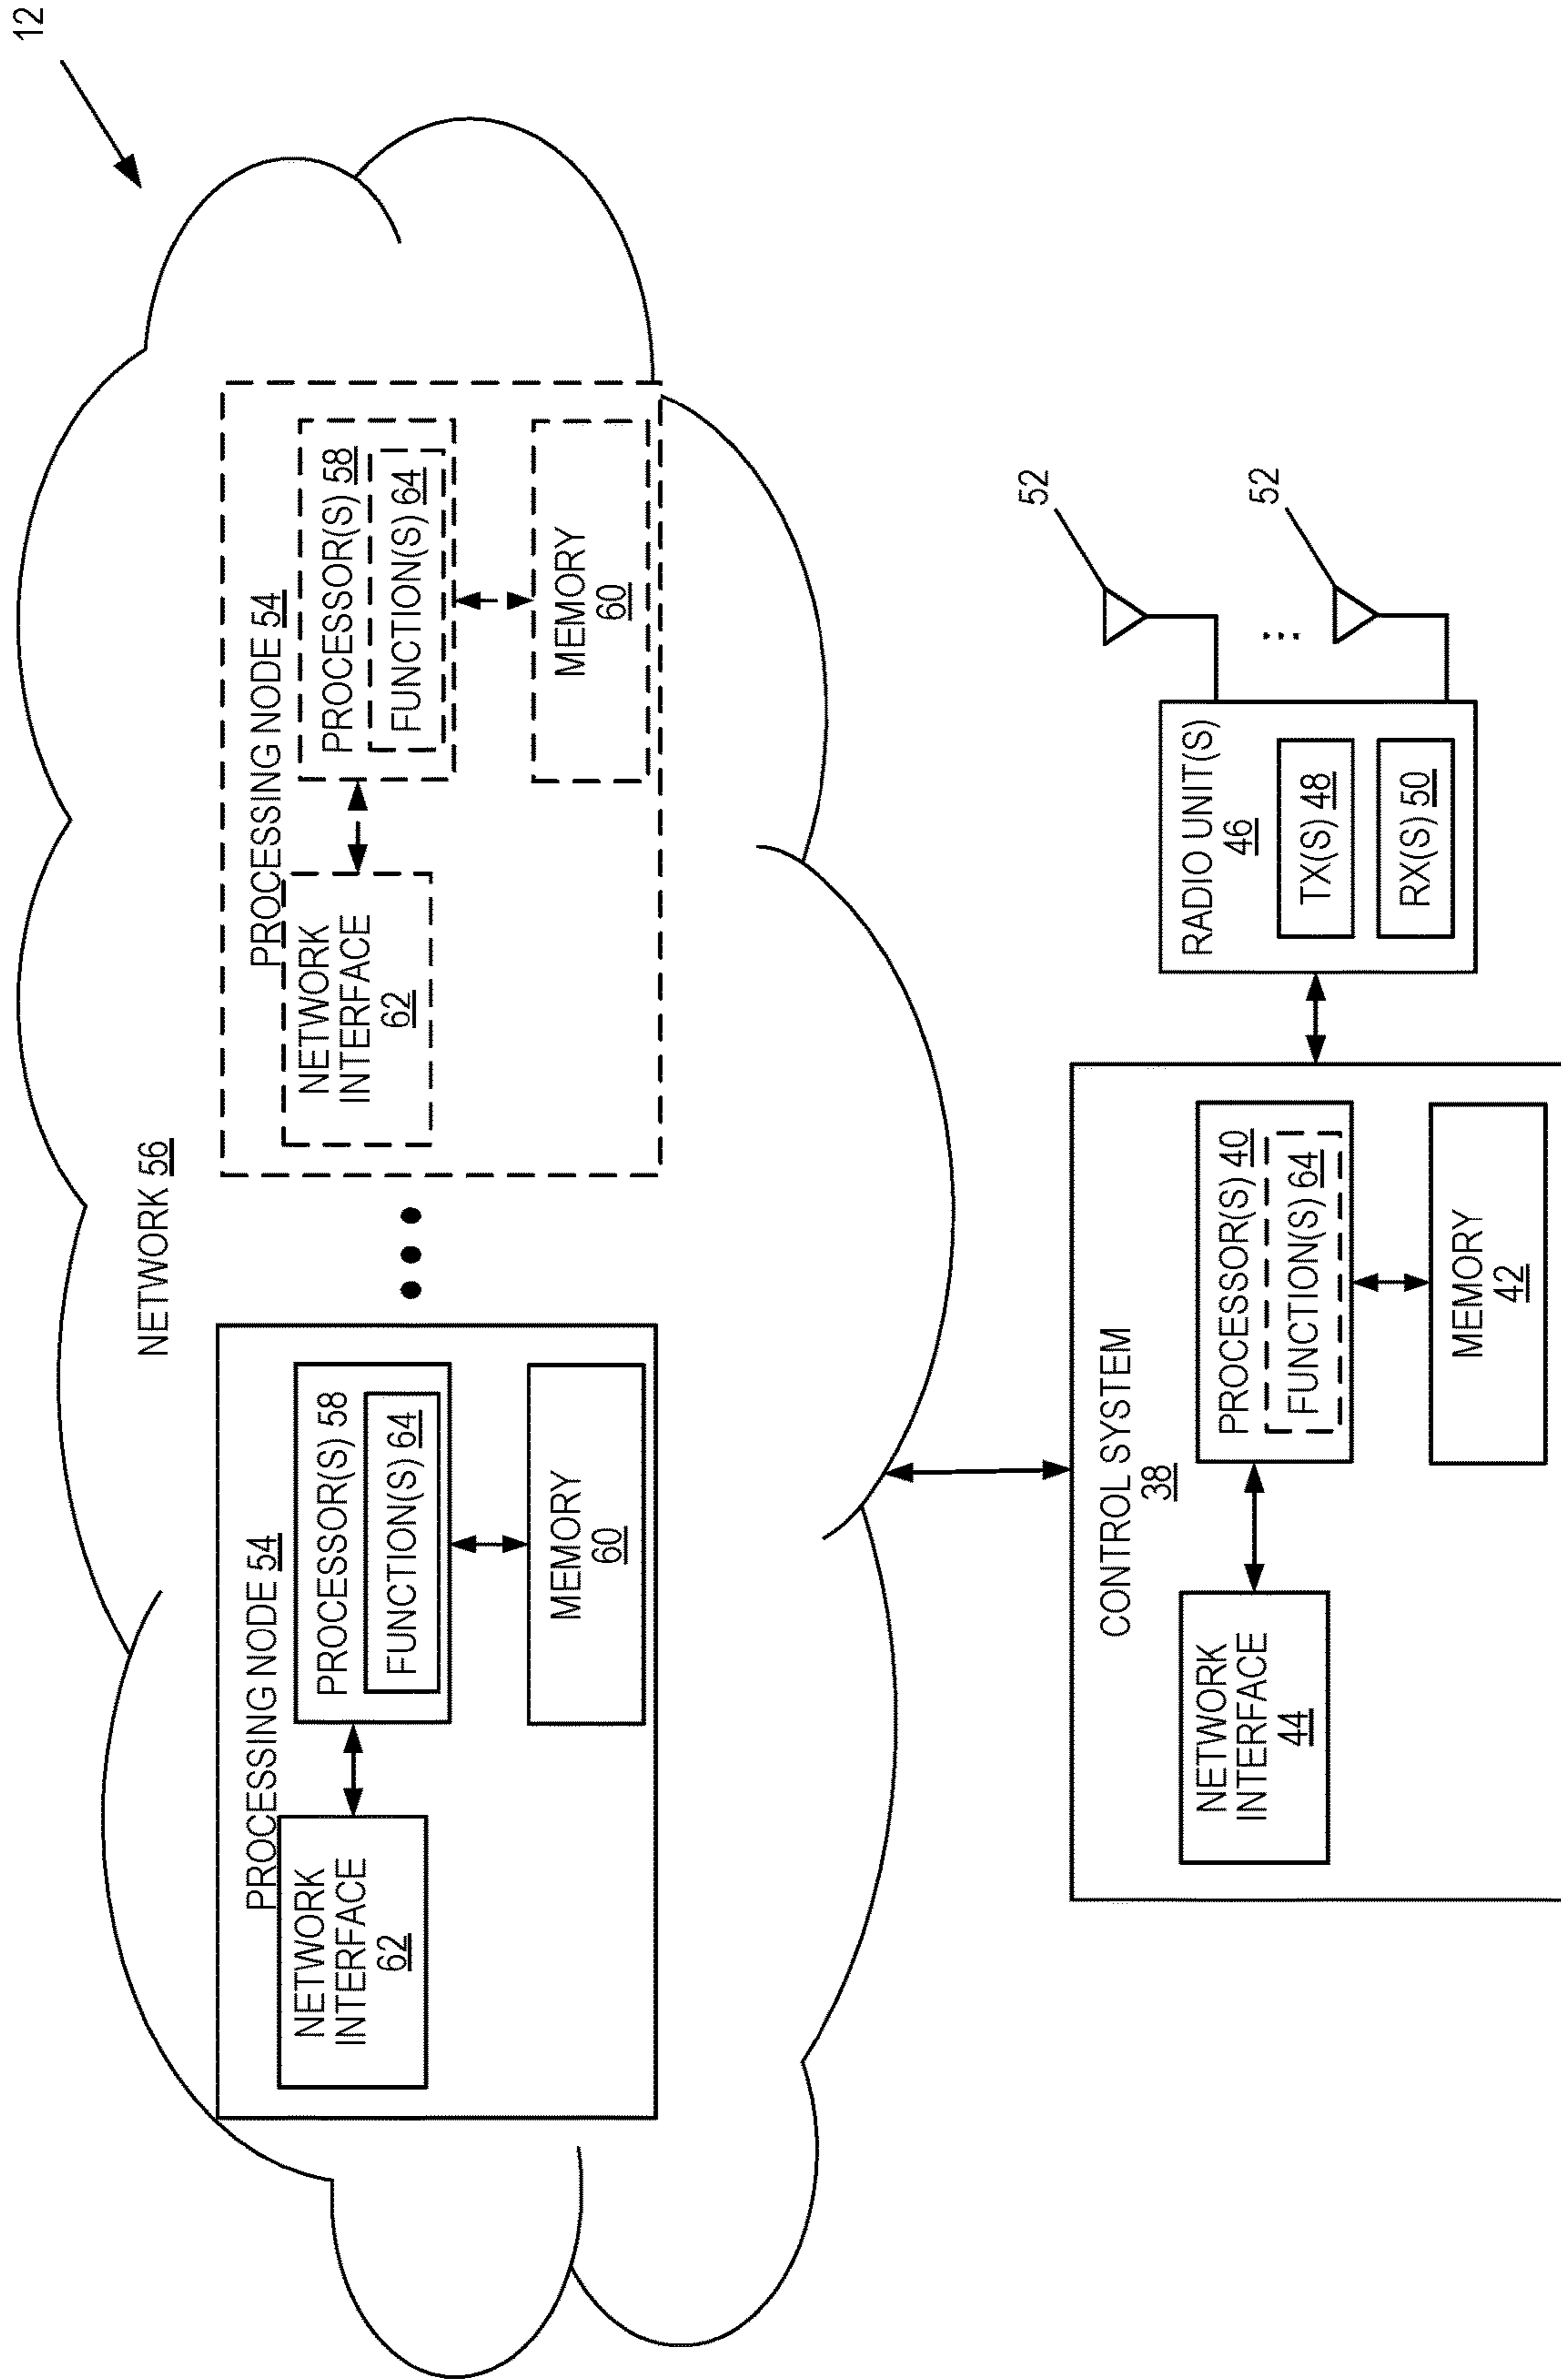 12
NETWORK 56
PROCESSING NODE 54
NETWORK
INTERFACE
62
PROCESSOR(S) 58
FUNCTION(S) 64
MEMORY
60
PROCESSING NODE 54
NETWORK
INTERFACE
62
PROCESSOR(S) 58
FUNCTION(S) 64
MEMORY
60
CONTROL SYSTEM
38
NETWORK
INTERFACE
44
PROCESSOR(S) 40
FUNCTION(S) 64
MEMORY
42
RADIO UNIT(S)
46
TX(S) 48
RX(S) 50
52
52